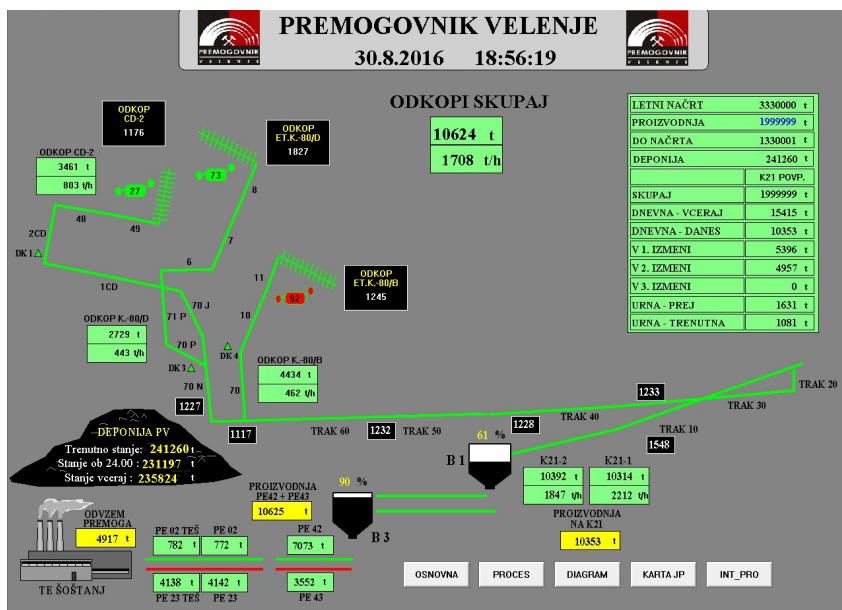 PREMOGOVNIK VELENJE
30.8.2016 18:56:19
PREMOGOVNIK
VELENJE
PREMOGOVNIK
VELENJE
ODKOPI SKUPAJ
10624 t
1708 t/h
LETNI NAČRT 3330000 t
PROIZVODNJA 1999999 t
DO NAČRTA 1330001 t
DEPONIJA 241260 t
K21 POVP.
SKUPAJ 1999999 t
DNEVNA - VCERAJ 15415 t
DNEVNA - DANES 10353 t
V 1. IZMENI 5396 t
V 2. IZMENI 4957 t
V 3. IZMENI 0 t
URNA - PREJ 1631 t
URNA - TRENUTNA 1081 t
ODKOP
CD-2
1176
ODKOP
ET.K.-80/D
1827
ODKOP CD-2
3461 t
803 t/h
27
73
8
48
49
2CD
DK 1
7
6
1CD
11
ODKOP
ET.K.-80/B
1245
92
10
70 J
71 P
ODKOP K.-80/D
2729 t
443 t/h
70 P
DK 4
DK 3
70 N
70
ODKOP K.-80/B
4434 t
462 t/h
1227
1117
TRAK 60
1232
TRAK 50
1228
TRAK 40
1233
TRAK 30
TRAK 20
TRAK 10
1548
DEPONIJA PV
Trenutno stanje: 241260 t
Stanje ob 24.00 : 231197 t
Stanje vceraj : 235824 t
61 %
B 1
K21-2
10392 t
1847 t/h
K21-1
10314 t
2212 t/h
PROIZVODNJA
NA K21
10353 t
90 %
B 3
PROIZVODNJA
PE42 + PE43
10625 t
ODVZEM
PREMOGA
4917 t
TE ŠOŠTANJ
PE 02 TEŠ PE 02 PE 42
782 t 772 t 7073 t
4138 t 4142 t 3552 t
PE 23 TEŠ PE 23 PE 43
OSNOVNA PROCES DIAGRAM KARTA JP INT_PRO